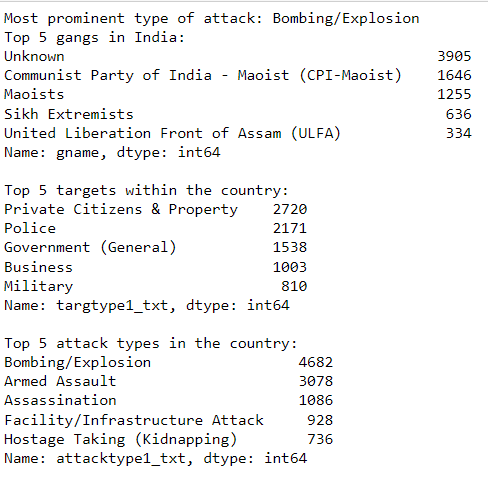 Most prominent type of attack: Bombing/Explosion
Top 5 gangs in India:
Unknown                                          3905
Communist Party of India - Maoist (CPI-Maoist)    1646
Maoists                                          1255
Sikh Extremists                                   636
United Liberation Front of Assam (ULFA)           334
Name: gname, dtype: int64

Top 5 targets within the country:
Private Citizens & Property    2720
Police                         2171
Government (General)           1538
Business                       1003
Military                        810
Name: targtype1_txt, dtype: int64

Top 5 attack types in the country:
Bombing/Explosion                 4682
Armed Assault                     3078
Assassination                     1086
Facility/Infrastructure Attack     928
Hostage Taking (Kidnapping)        736
Name: attacktype1_txt, dtype: int64